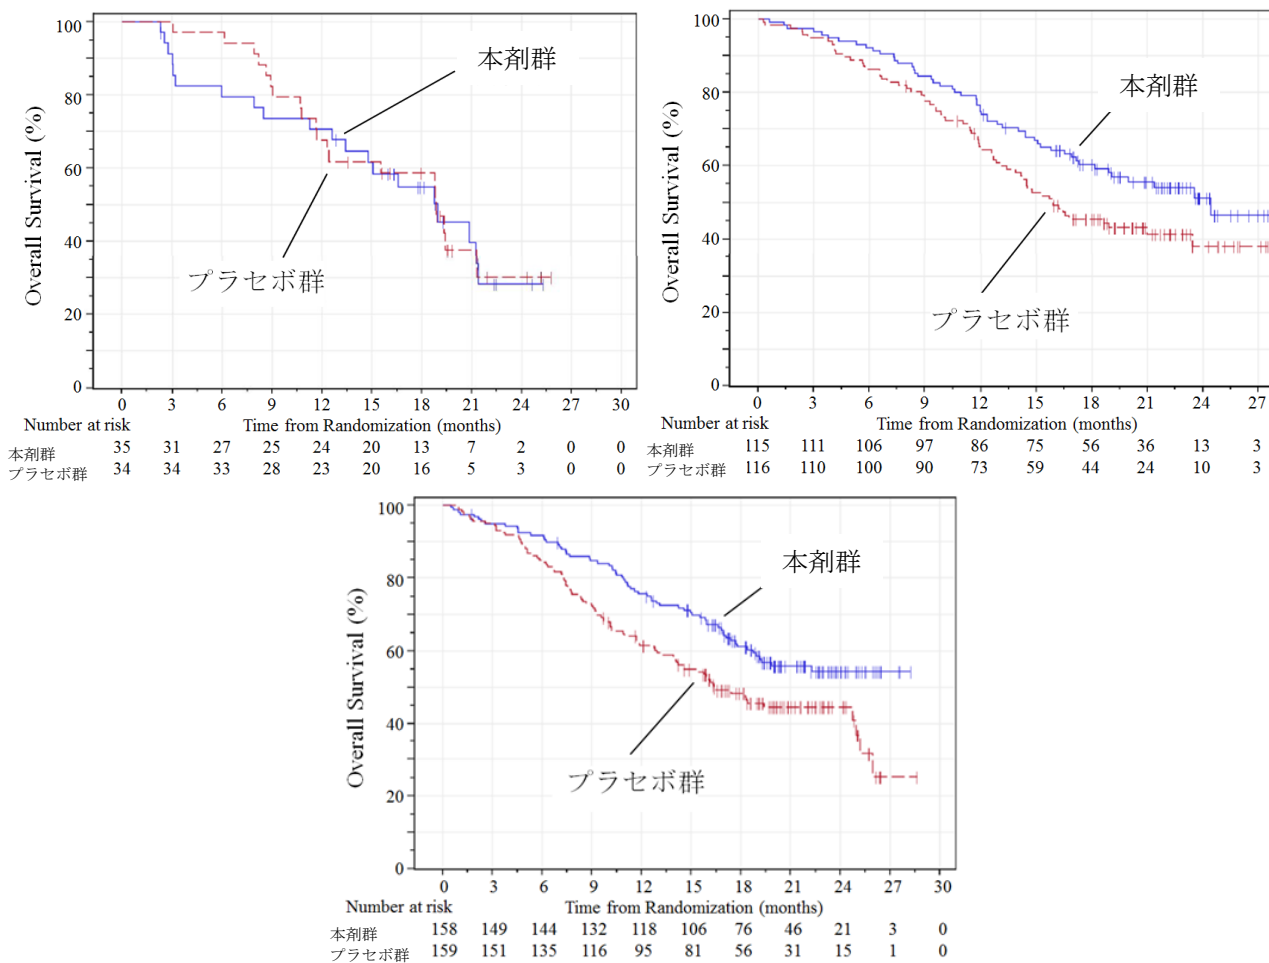 Overall Survival (%)
100
80
60
40
20
0
本剤群
プラセボ群
0 3 6 9 12 15 18 21 24 27 30
Number at risk Time from Randomization (months)
本剤群 35 31 27 25 24 20 13 7 2 0 0
プラセボ群 34 34 33 28 23 20 16 5 3 0 0
Overall Survival (%)
100
80
60
40
20
0
本剤群
プラセボ群
0 3 6 9 12 15 18 21 24 27
Number at risk Time from Randomization (months)
本剤群 115 111 106 97 86 75 56 36 13 3
プラセボ群 116 110 100 90 73 59 44 24 10 3
Overall Survival (%)
100
80
60
40
20
0
本剤群
プラセボ群
0 3 6 9 12 15 18 21 24 27 30
Number at risk Time from Randomization (months)
本剤群 158 149 144 132 118 106 76 46 21 3 0
プラセボ群 159 151 135 116 95 81 56 31 15 1 0